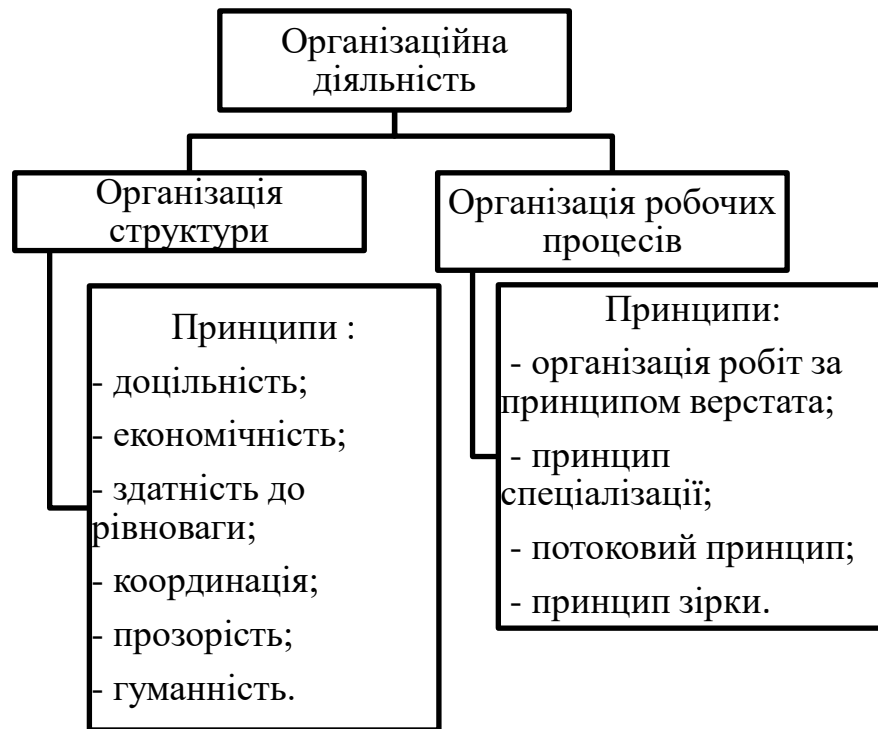 Організаційна
діяльність
Організація
структури
Організація робочих
процесів
Принципи :
- доцільність;
- економічність;
- здатність до
рівноваги;
- координація;
- прозорість;
- гуманність.
Принципи:
- організація робіт за
принципом верстата;
- принцип
спеціалізації;
- потоковий принцип;
- принцип зірки.